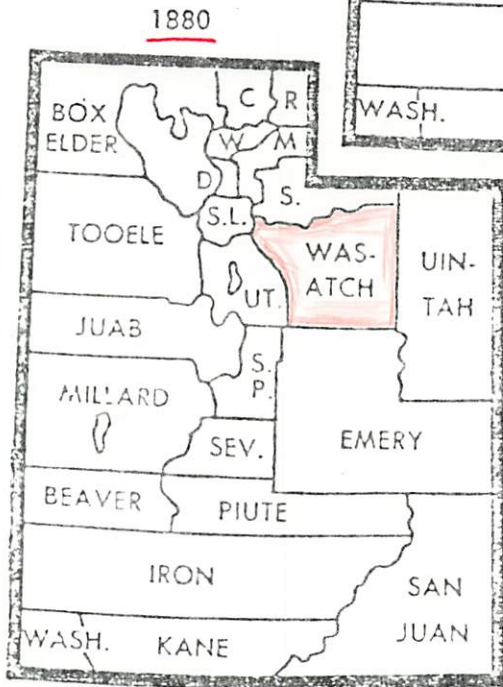 1880
WASH.
C R
BOX
ELDER
W M
D
S.
S.L.
TOOELE
WAS-
ATCH
UIN-
TAH
UT.
JUAB
S.
P.
MILLARD
SEV.
EMERY
BEAVER
PIUTE
IRON
SAN
JUAN
WASH.
KANE